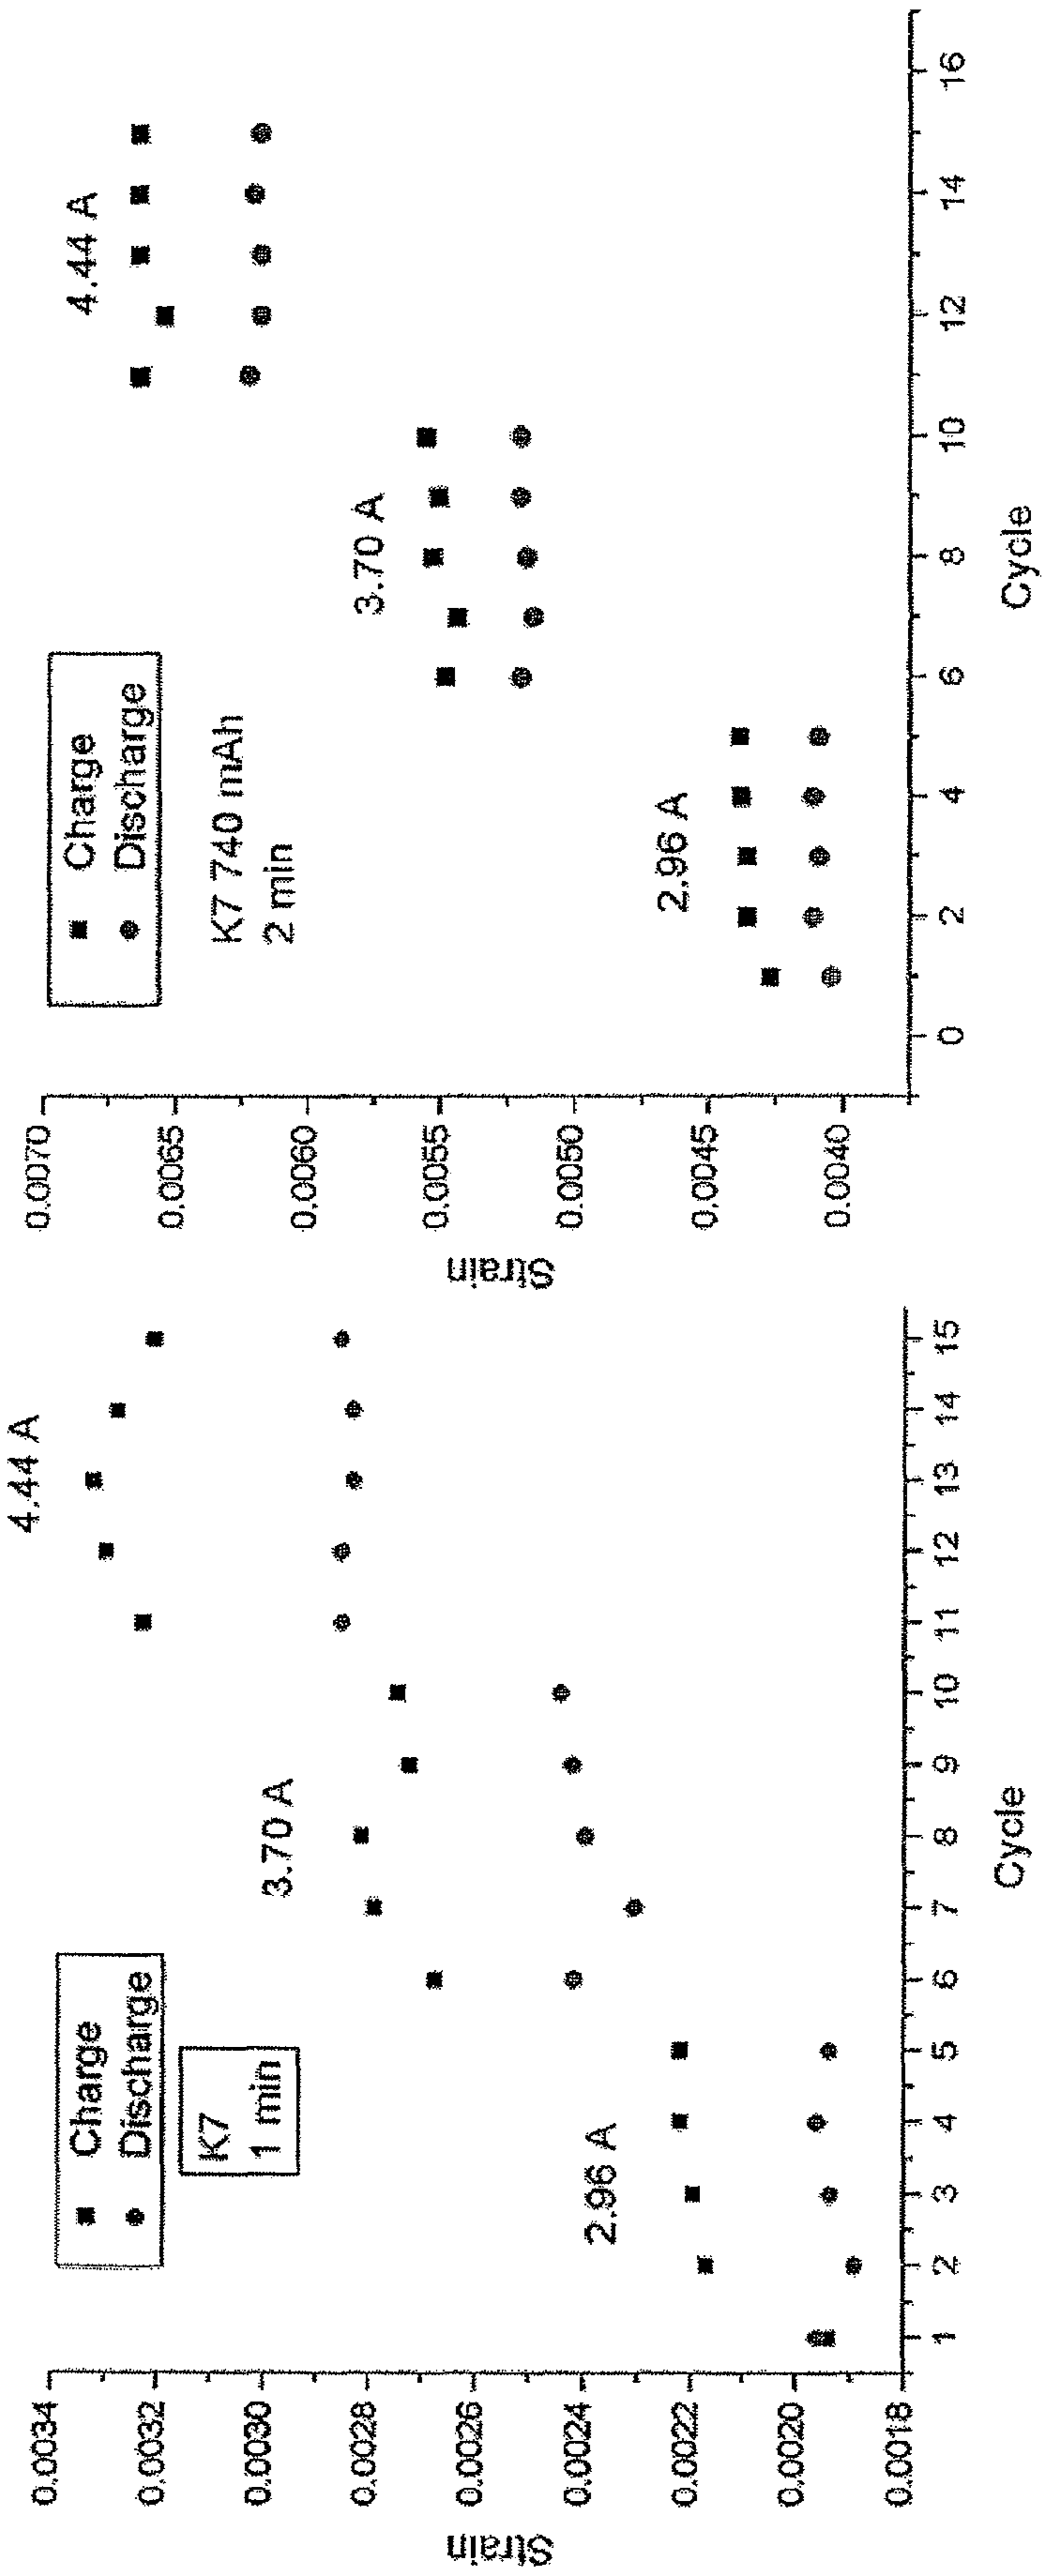 Strain
0.0034
0.0032
0.0030
0.0028
0.0026
0.0024
0.0022
0.0020
0.0018
Charge
Discharge
K7
1 min
2.96 A
3.70 A
4.44 A
1 2 3 4 5 6 7 8 9 10 11 12 13 14 15
Cycle
Strain
0.0070
0.0065
0.0060
0.0055
0.0050
0.0045
0.0040
Charge
Discharge
K7 740 mAh
2 min
2.96 A
3.70 A
4.44 A
0 2 4 6 8 10 12 14 16
Cycle